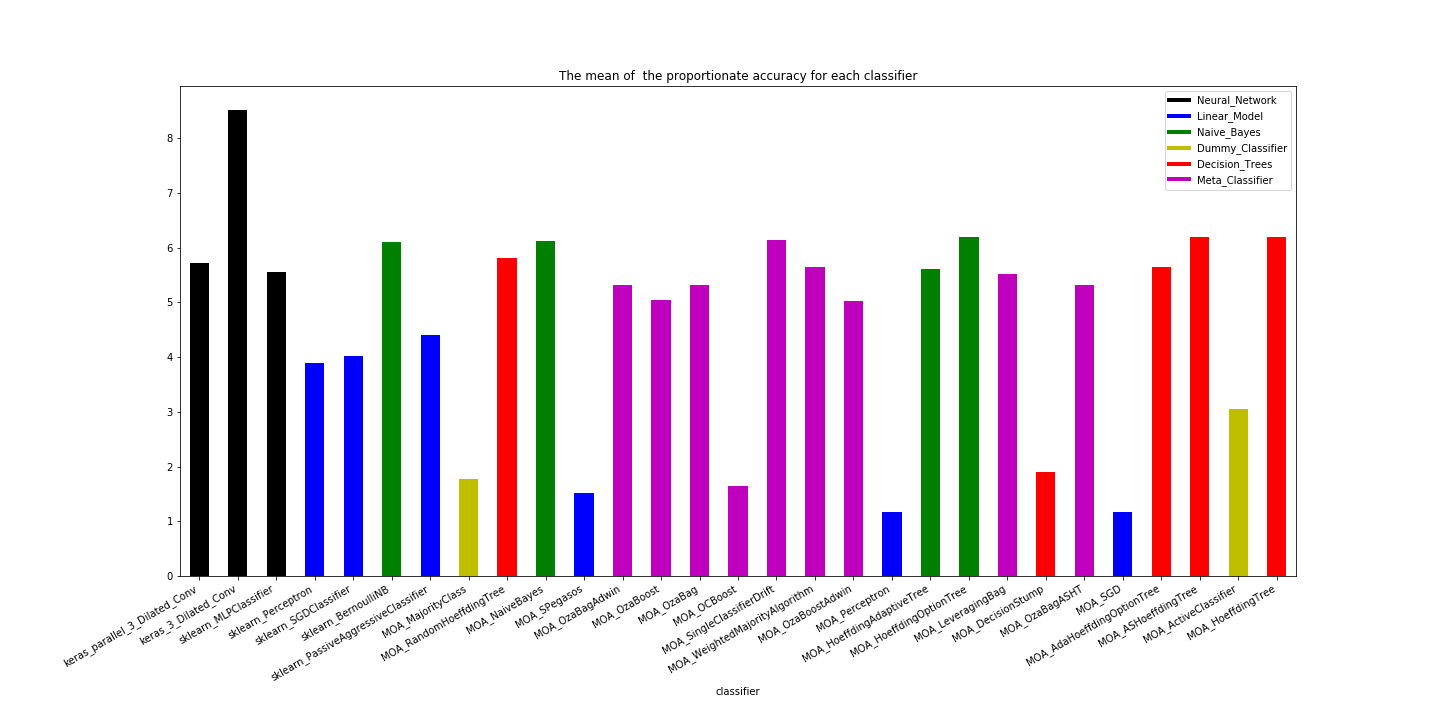 The mean of  the proportionate accuracy for each classifier
Neural_Network
Linear_Model
Naive_Bayes
Dummy_Classifier
Decision_Trees
Meta_Classifier
8
7
6
5
4
3
2
1
0
keras_parallel_3_Dilated_Conv
keras_3_Dilated_Conv
sklearn_MLPClassifier
sklearn_Perceptron
sklearn_SGDClassifier
sklearn_BernoulliNB
sklearn_PassiveAggressiveClassifier
MOA_MajorityClass
MOA_RandomHoeffdingTree
MOA_NaiveBayes
MOA_SPegasos
MOA_OzaBagAdwin
MOA_OzaBoost
MOA_OzaBag
MOA_OCBoost
MOA_SingleClassifierDrift
MOA_WeightedMajorityAlgorithm
MOA_OzaBoostAdwin
MOA_Perceptron
MOA_HoeffdingAdaptiveTree
MOA_HoeffdingOptionTree
MOA_LeveragingBag
MOA_DecisionStump
MOA_OzaBagASHT
MOA_SGD
MOA_AdaHoeffdingOptionTree
MOA_ASHoeffdingTree
MOA_ActiveClassifier
MOA_HoeffdingTree
classifier